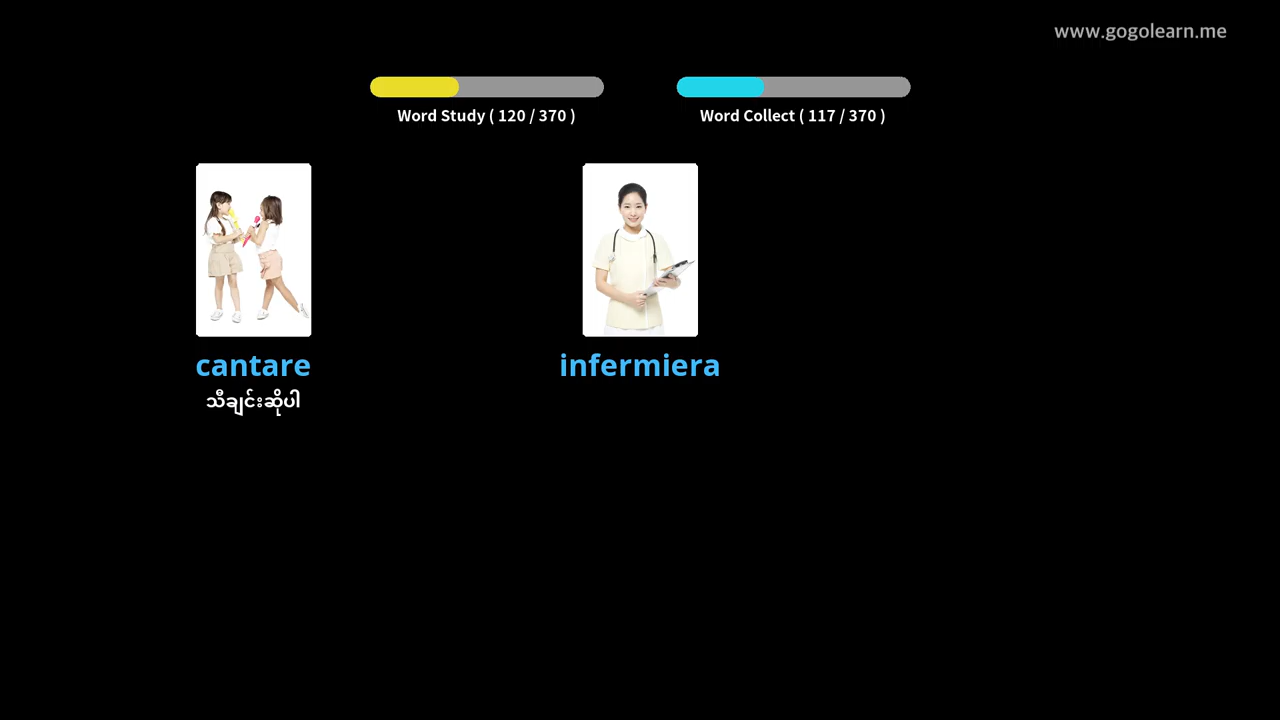 www.gogolearn.me
Word Study ( 120 / 370 )
Word Collect ( 117 / 370 )
cantare
သီချင်းဆိုပါ
infermiera